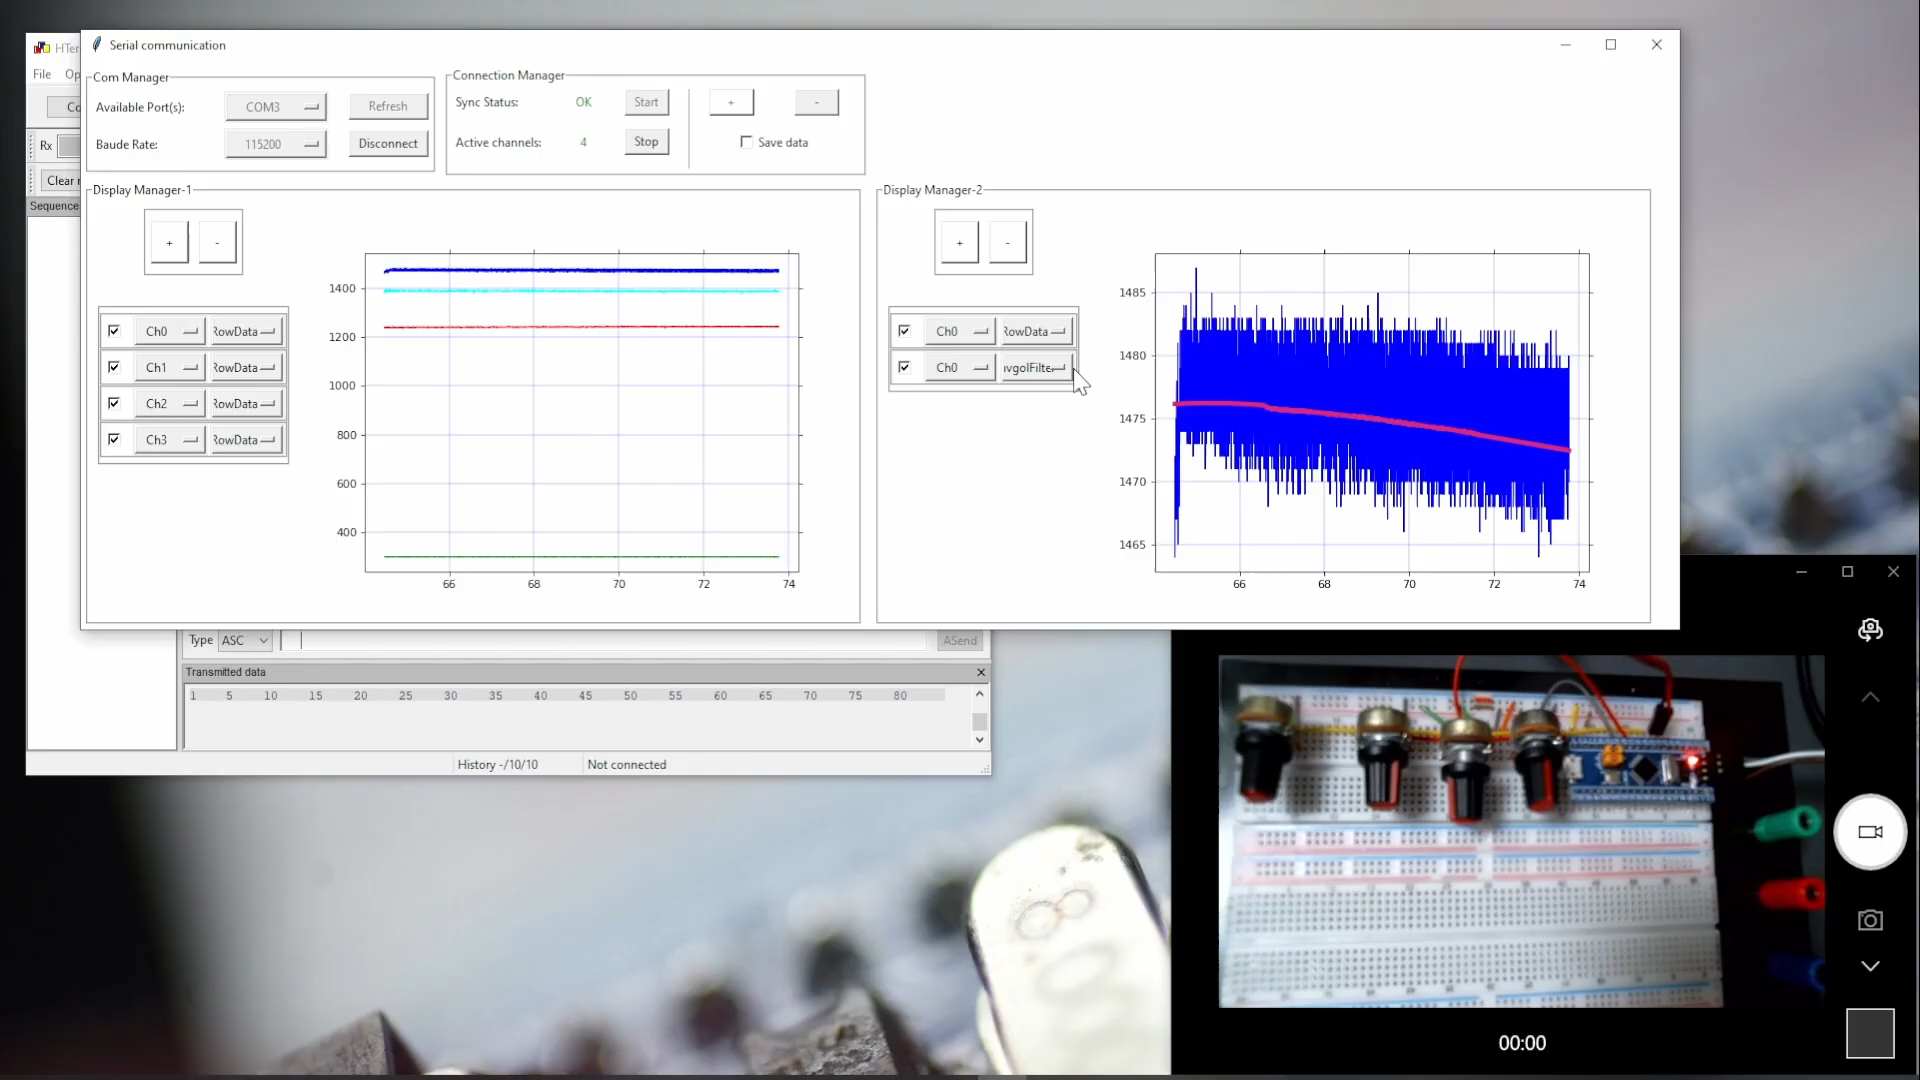 HTer
File Op
Co
Rx
Clear r
Sequence
Serial communication
Com Manager
Available Port(s): COM3 Refresh
Baude Rate: 115200 Disconnect
Connection Manager
Sync Status: OK Start + -
Active channels: 4 Stop Save data
Display Manager-1
+ -
Ch0 RowData
Ch1 RowData
Ch2 RowData
Ch3 RowData
1400
1200
1000
800
600
400
66 68 70 72 74
Display Manager-2
+ -
Ch0 RowData
Ch0 vgolFilte
1485
1480
1475
1470
1465
66 68 70 72 74
Type ASC ASend
Transmitted data
1 5 10 15 20 25 30 35 40 45 50 55 60 65 70 75 80
History -/10/10 Not connected
00:00